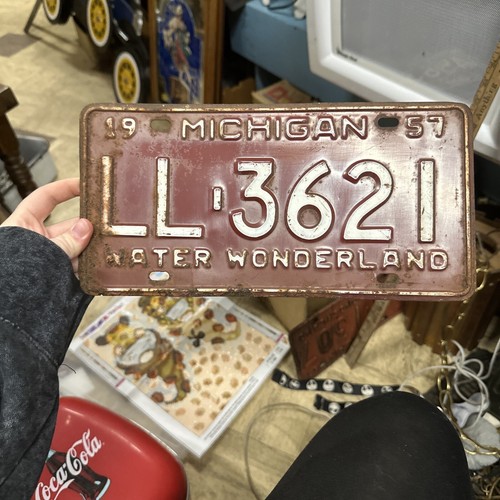 19 MICHIGAN 57
LL·3621
WATER WONDERLAND
Coca-Cola